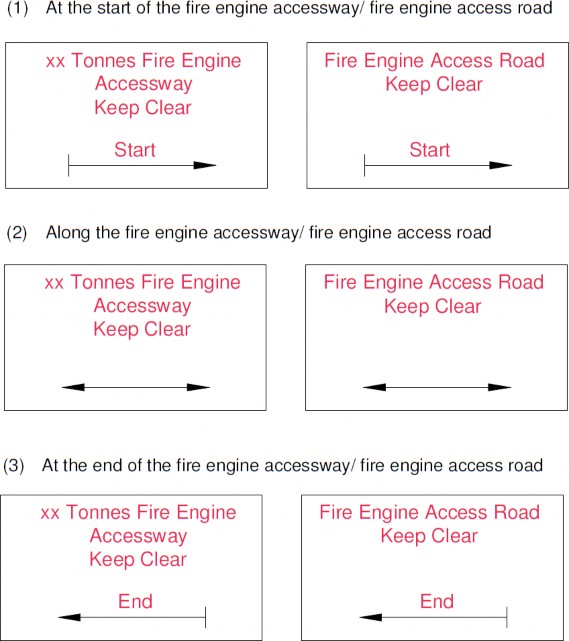 (1) At the start of the fire engine accessway/ fire engine access road
xx Tonnes Fire Engine
Accessway
Keep Clear
Start
Fire Engine Access Road
Keep Clear
Start
(2) Along the fire engine accessway/ fire engine access road
xx Tonnes Fire Engine
Accessway
Keep Clear
Fire Engine Access Road
Keep Clear
(3) At the end of the fire engine accessway/ fire engine access road
xx Tonnes Fire Engine
Accessway
Keep Clear
End
Fire Engine Access Road
Keep Clear
End